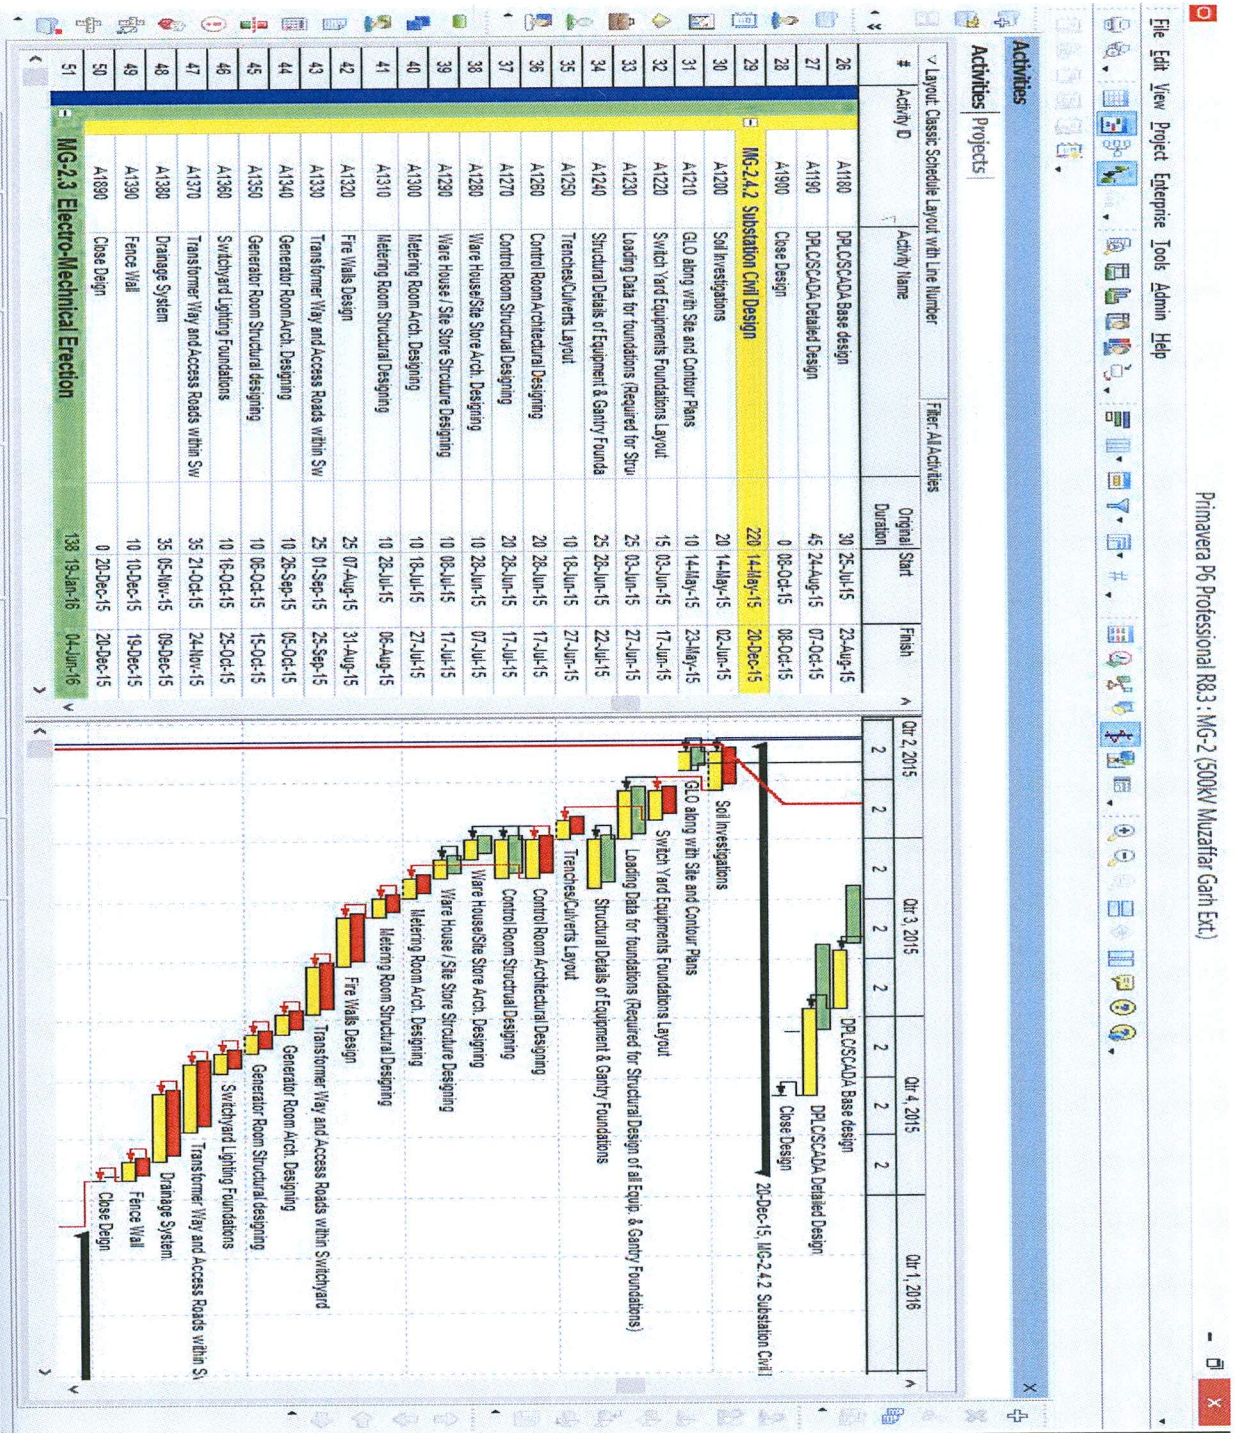 Primavera P6 Professional R8.3 : MG-2 (500kV Muzaffar Garh Ext.)
File Edit View Project Enterprise Tools Admin Help
Activities
Activities Projects
Layout: Classic Schedule Layout with Line Number Filter: All Activities
# Activity ID Activity Name Original Duration Start Finish
26 A1180 DPLC/SCADA Base design 30 25-Jul-15 23-Aug-15
27 A1190 DPLC/SCADA Detailed Design 45 24-Aug-15 07-Oct-15
28 A1900 Close Design 0 08-Oct-15 08-Oct-15
29 MG-2.4.2 Substation Civil Design 220 14-May-15 20-Dec-15
30 A1200 Soil Investigations 20 14-May-15 02-Jun-15
31 A1210 GLO along with Site and Contour Plans 10 14-May-15 23-May-15
32 A1220 Switch Yard Equipments Foundations Layout 15 03-Jun-15 17-Jun-15
33 A1230 Loading Data for foundations (Required for Stru 25 03-Jun-15 27-Jun-15
34 A1240 Structural Details of Equipment & Gantry Founda 25 28-Jun-15 22-Jul-15
35 A1250 Trenches/Culverts Layout 10 18-Jun-15 27-Jun-15
36 A1260 Control Room Architectural Designing 20 28-Jun-15 17-Jul-15
37 A1270 Control Room Structrual Designing 20 28-Jun-15 17-Jul-15
38 A1280 Ware House/Site Store Arch. Designing 10 28-Jun-15 07-Jul-15
39 A1290 Ware House / Site Store Strcuture Designing 10 08-Jul-15 17-Jul-15
40 A1300 Metering Room Arch. Designing 10 18-Jul-15 27-Jul-15
41 A1310 Metering Room Structural Designing 10 28-Jul-15 06-Aug-15
42 A1320 Fire Walls Design 25 07-Aug-15 31-Aug-15
43 A1330 Transformer Way and Access Roads within Sw 25 01-Sep-15 25-Sep-15
44 A1340 Generator Room Arch. Designing 10 26-Sep-15 05-Oct-15
45 A1350 Generator Room Structural designing 10 06-Oct-15 15-Oct-15
46 A1360 Switchyard Lighting Foundations 10 16-Oct-15 25-Oct-15
47 A1370 Transformer Way and Access Roads within Sw 35 21-Oct-15 24-Nov-15
48 A1380 Drainage System 35 05-Nov-15 09-Dec-15
49 A1390 Fence Wall 10 10-Dec-15 19-Dec-15
50 A1890 Close Deign 0 20-Dec-15 20-Dec-15
51 MG-2.3 Electro-Mechnical Erection 138 19-Jan-16 04-Jun-16
Qtr 2, 2015 Qtr 3, 2015 Qtr 4, 2015 Qtr 1, 2016
2 2 2 2 2 2 2 2
DPLC/SCADA Base design
DPLC/SCADA Detailed Design
Close Design
20-Dec-15, MG-2.4.2 Substation Civil
Soil Investigations
GLO along with Site and Contour Plans
Switch Yard Equipments Foundations Layout
Loading Data for foundations (Required for Structural Design of all Equip. & Gantry Foundations)
Structural Details of Equipment & Gantry Foundations
Trenches/Culverts Layout
Control Room Architectural Designing
Control Room Structrual Designing
Ware House/Site Store Arch. Designing
Ware House / Site Store Strcuture Designing
Metering Room Arch. Designing
Metering Room Structural Designing
Fire Walls Design
Transformer Way and Access Roads within Switchyard
Generator Room Arch. Designing
Generator Room Structural designing
Switchyard Lighting Foundations
Transformer Way and Access Roads within S
Drainage System
Fence Wall
Close Deign